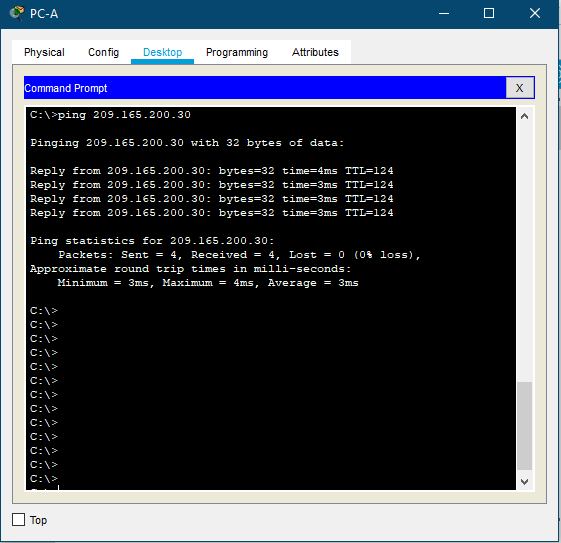 PC-A
Physical Config Desktop Programming Attributes
Command Prompt X
C:\>ping 209.165.200.30
Pinging 209.165.200.30 with 32 bytes of data:
Reply from 209.165.200.30: bytes=32 time=4ms TTL=124
Reply from 209.165.200.30: bytes=32 time=3ms TTL=124
Reply from 209.165.200.30: bytes=32 time=3ms TTL=124
Reply from 209.165.200.30: bytes=32 time=3ms TTL=124
Ping statistics for 209.165.200.30:
Packets: Sent = 4, Received = 4, Lost = 0 (0% loss),
Approximate round trip times in milli-seconds:
Minimum = 3ms, Maximum = 4ms, Average = 3ms
C:\>
C:\>
C:\>
C:\>
C:\>
C:\>
C:\>
C:\>
C:\>
C:\>
C:\>
C:\>
C:\>
Top